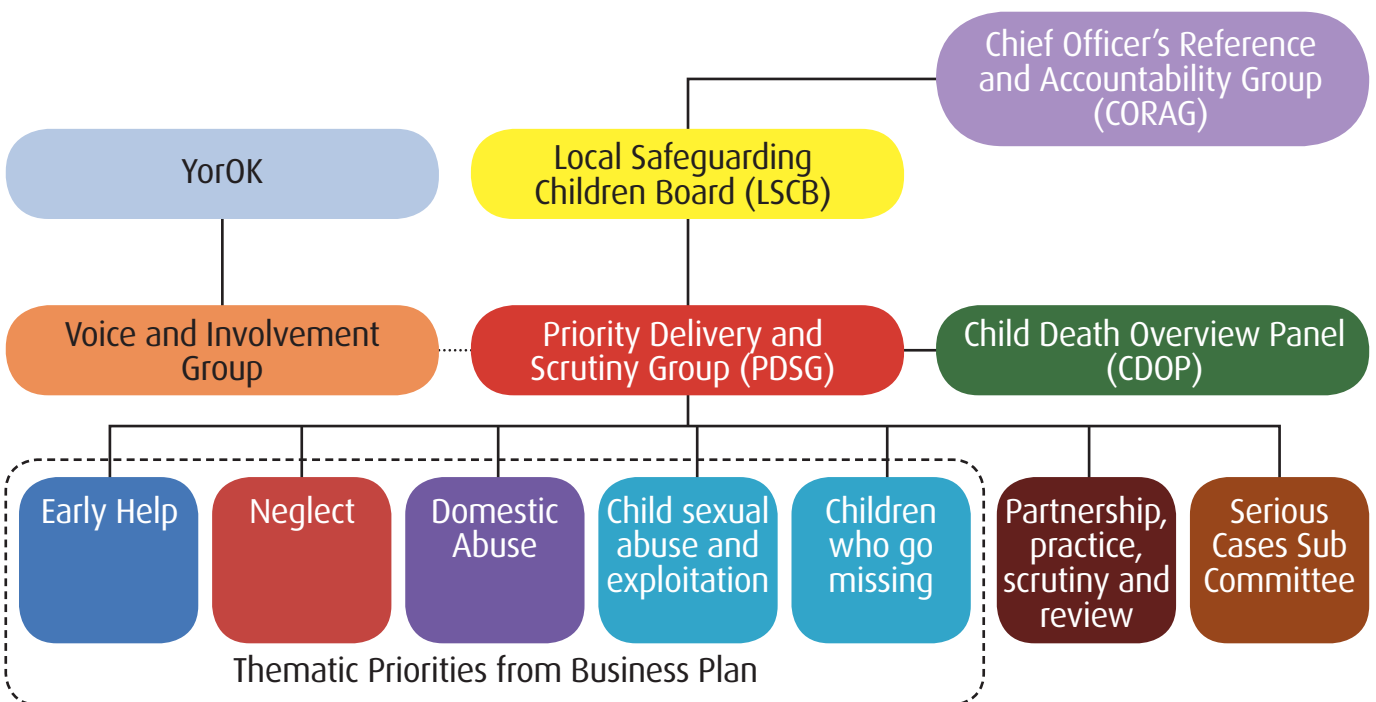 Chief Officer's Reference
and Accountability Group
(CORAG)
YorOK
Local Safeguarding
Children Board (LSCB)
Voice and Involvement
Group
Priority Delivery and
Scrutiny Group (PDSG)
Child Death Overview Panel
(CDOP)
Early Help
Neglect
Domestic
Abuse
Child sexual
abuse and
exploitation
Children
who go
missing
Partnership,
practice,
scrutiny and
review
Serious
Cases Sub
Committee
Thematic Priorities from Business Plan